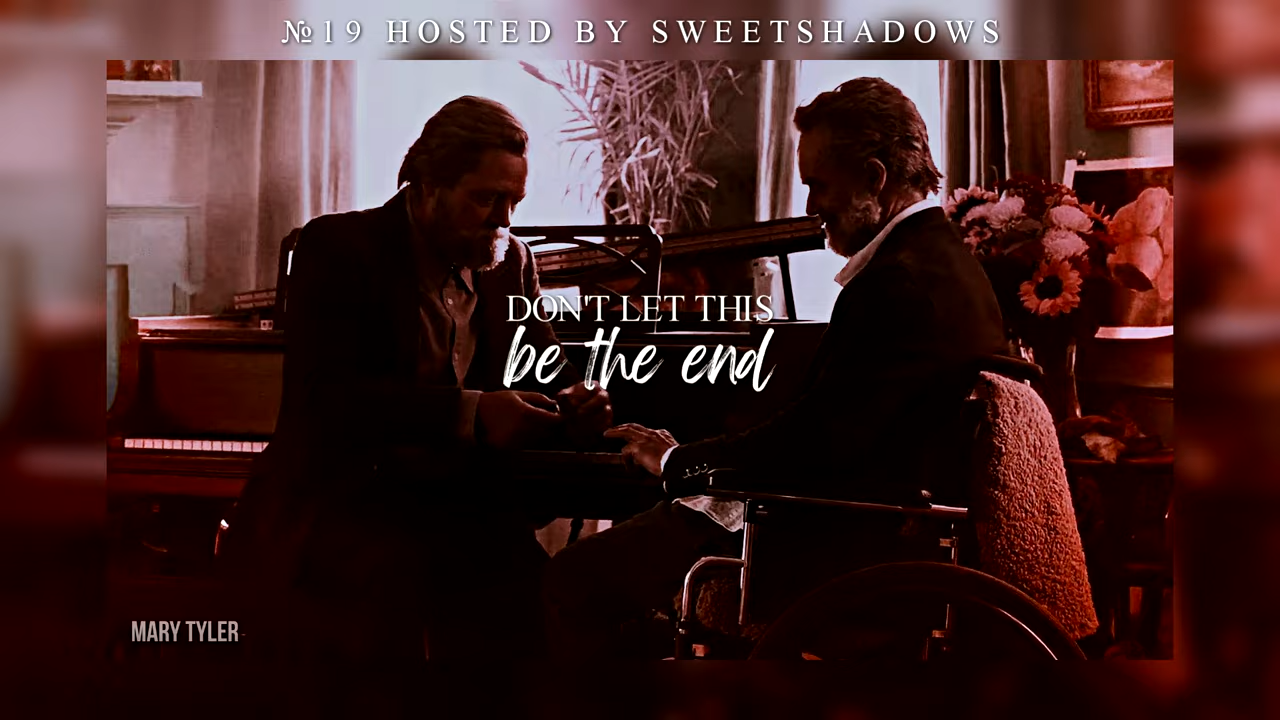 №19 HOSTED BY SWEETSHADOWS
DON'T LET THIS
be the end
MARY TYLER